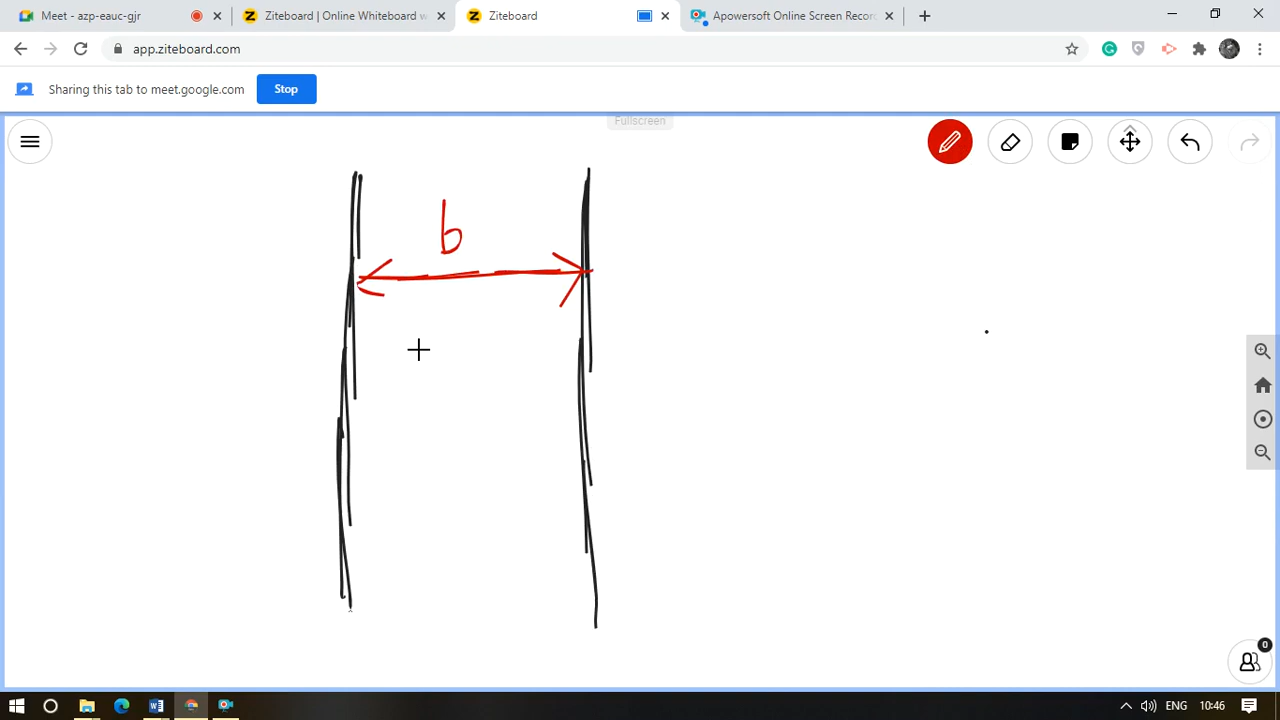 Meet - azp-eauc-gjr
Ziteboard | Online Whiteboard w
Ziteboard
Apowersoft Online Screen Recor
app.ziteboard.com
Sharing this tab to meet.google.com
Stop
Fullscreen
b
0
ENG
10:46